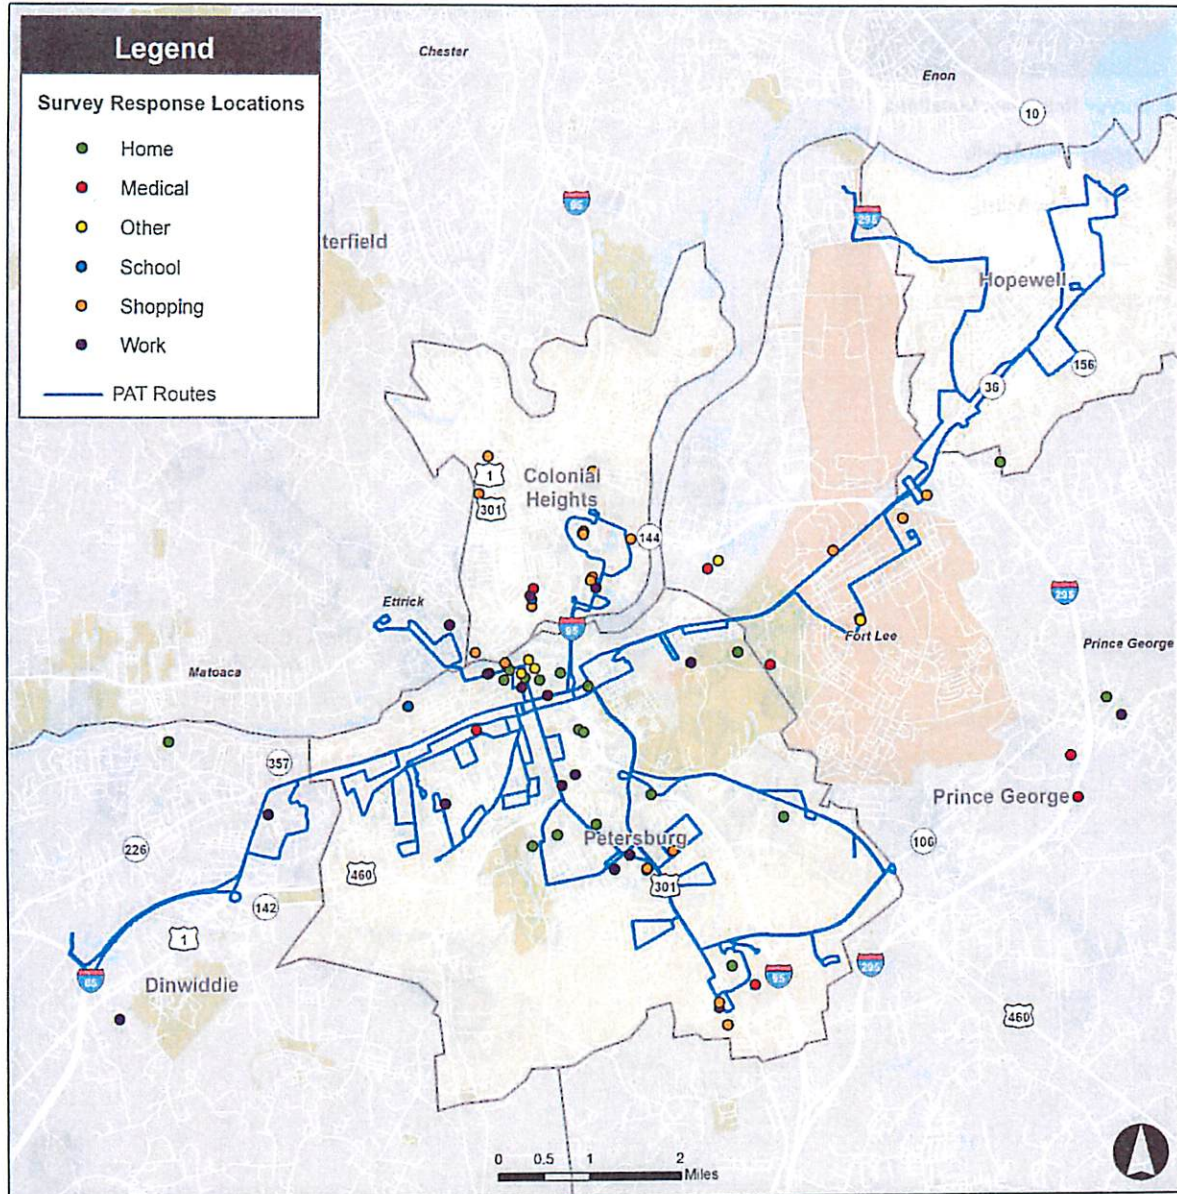 Legend
Survey Response Locations
Home
Medical
Other
School
Shopping
Work
PAT Routes
Chester
Enon
10
95
295
terfield
Hopewell
156
36
1
Colonial
Heights
301
144
Ettrick
95
295
Fort Lee
Prince George
Matoaca
357
Prince George
Petersburg
106
226
460
301
142
1
95
295
85
Dinwiddie
460
0 0.5 1 2
Miles